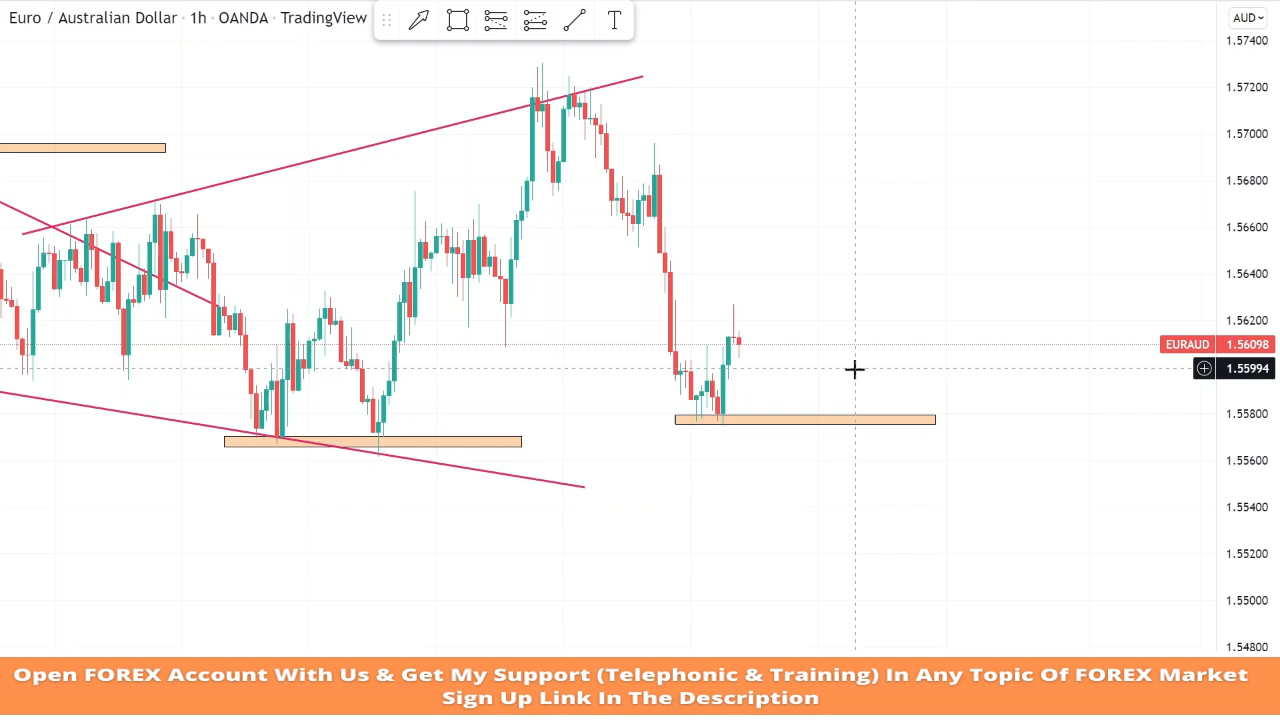 Euro / Australian Dollar · 1h · OANDA · TradingView
T
AUD
1.57400
1.57200
1.57000
1.56800
1.56600
1.56400
1.56200
EURAUD 1.56098
1.55994
1.55800
1.55600
1.55400
1.55200
1.55000
1.54800
Open FOREX Account With Us & Get My Support (Telephonic & Training) In Any Topic Of FOREX Market
Sign Up Link In The Description